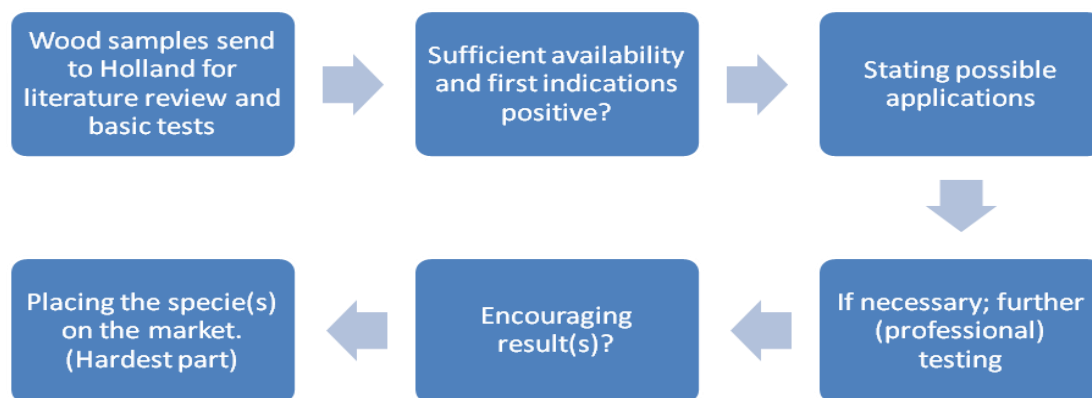 Wood samples send
to Holland for
literature review and
basic tests
Sufficient availability
and first indications
positive?
Stating possible
applications
If necessary; further
(professional)
testing
Encouraging
result(s)?
Placing the specie(s)
on the market.
(Hardest part)